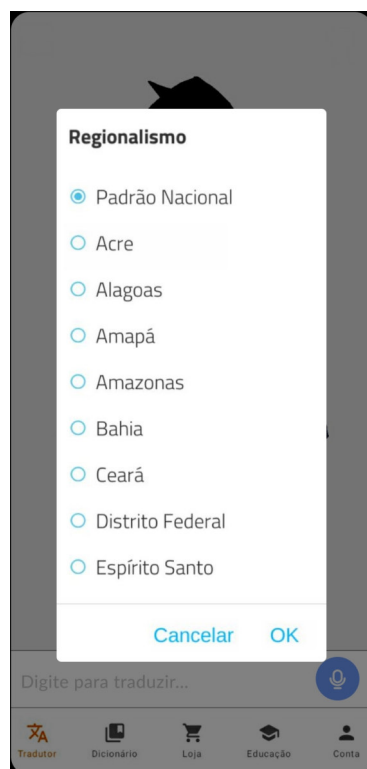 Regionalismo
Padrão Nacional
Acre
Alagoas
Amapá
Amazonas
Bahia
Ceará
Distrito Federal
Espírito Santo
Cancelar OK
Digite para traduzir...
Tradutor Dicionário Loja Educação Conta